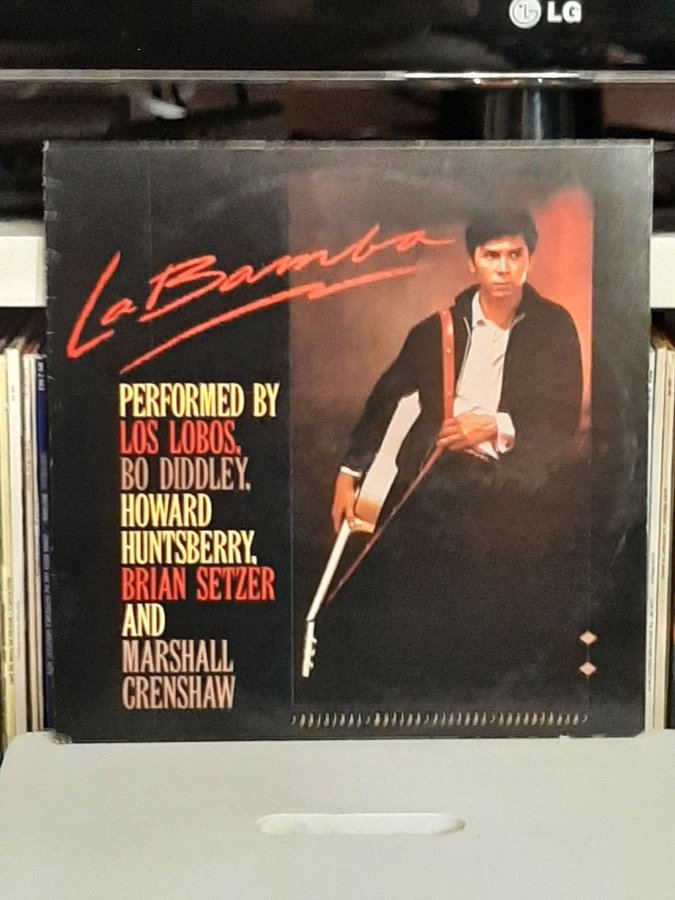 LG
La Bamba
PERFORMED BY
LOS LOBOS,
BO DIDDLEY,
HOWARD
HUNTSBERRY,
BRIAN SETZER
AND
MARSHALL
CRENSHAW